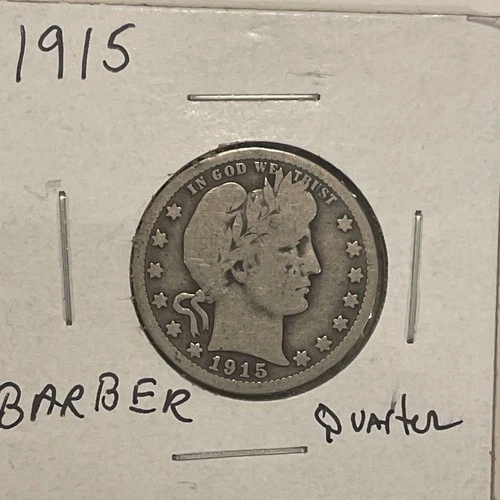 1915
IN GOD WE TRUST
1915
BARBER
Quarter